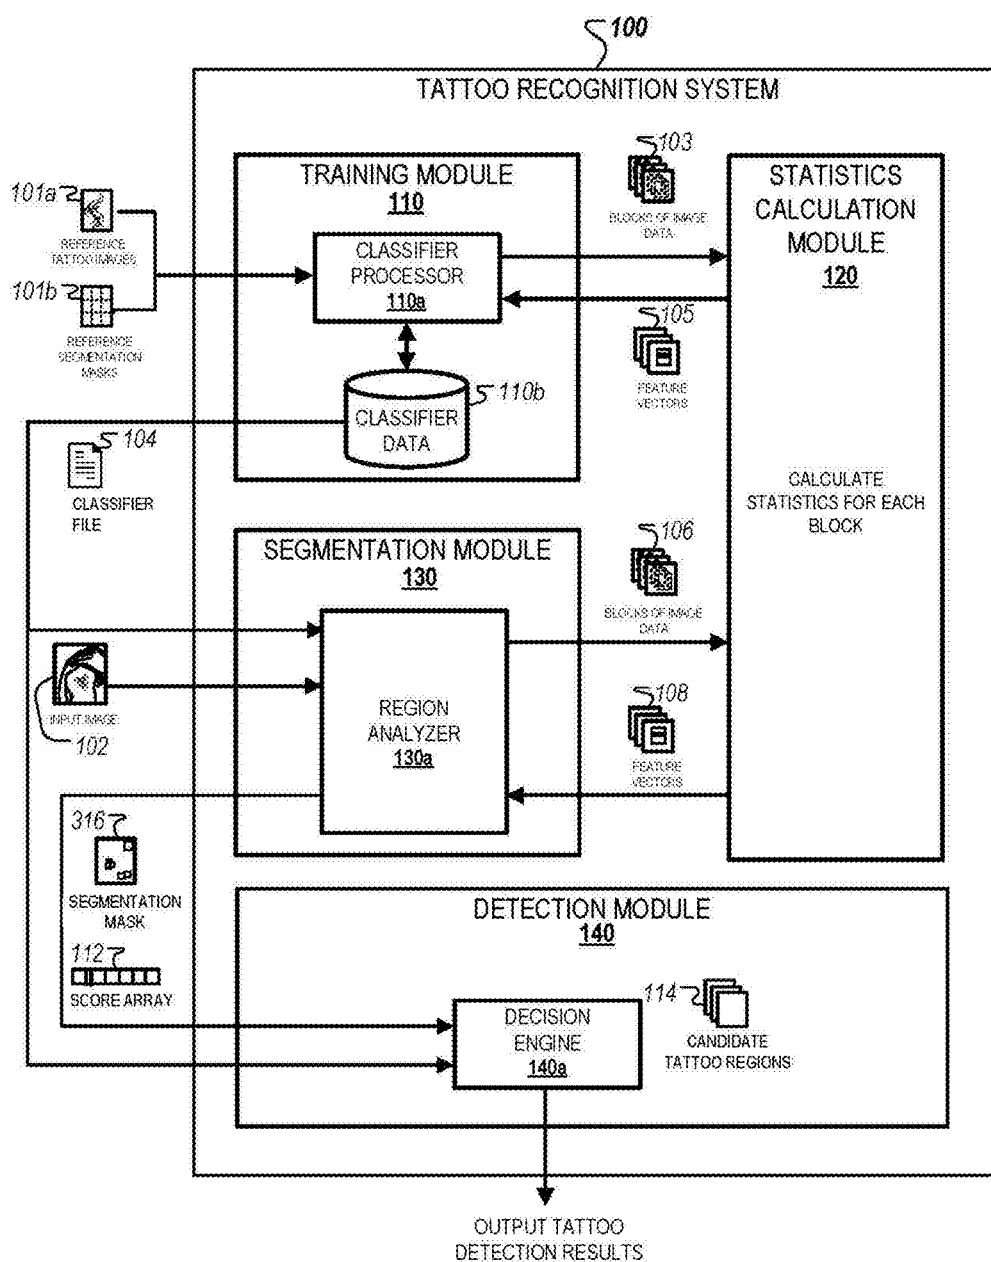 100
TATTOO RECOGNITION SYSTEM
TRAINING MODULE
110
CLASSIFIER
PROCESSOR
110a
CLASSIFIER
DATA
110b
101a
REFERENCE
TATTOO IMAGES
101b
REFERENCE
SEGMENTATION
MASKS
103
BLOCKS OF IMAGE
DATA
105
FEATURE
VECTORS
STATISTICS
CALCULATION
MODULE
120
CALCULATE
STATISTICS FOR EACH
BLOCK
104
CLASSIFIER
FILE
SEGMENTATION MODULE
130
REGION
ANALYZER
130a
106
BLOCKS OF IMAGE
DATA
108
FEATURE
VECTORS
INPUT IMAGE
102
316
SEGMENTATION
MASK
112
SCORE ARRAY
DETECTION MODULE
140
DECISION
ENGINE
140a
114
CANDIDATE
TATTOO REGIONS
OUTPUT TATTOO
DETECTION RESULTS